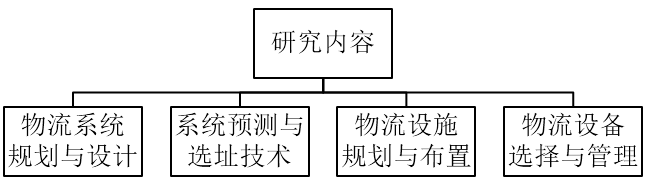 研究内容
物流系统
规划与设计
系统预测与
选址技术
物流设施
规划与布置
物流设备
选择与管理